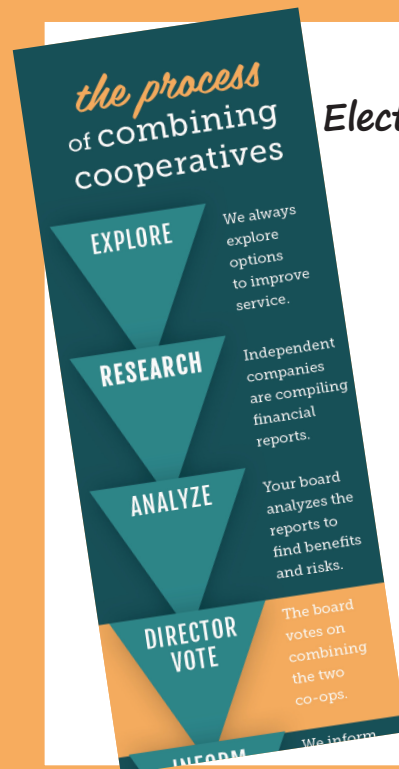 the process
of combining
cooperatives
Elect
EXPLORE
We always
explore
options
to improve
service.
RESEARCH
Independent
companies
are compiling
financial
reports.
ANALYZE
Your board
analyzes the
reports to
find benefits
and risks.
DIRECTOR
VOTE
The board
votes on
combining
the two
co-ops.
INFORM
We inform